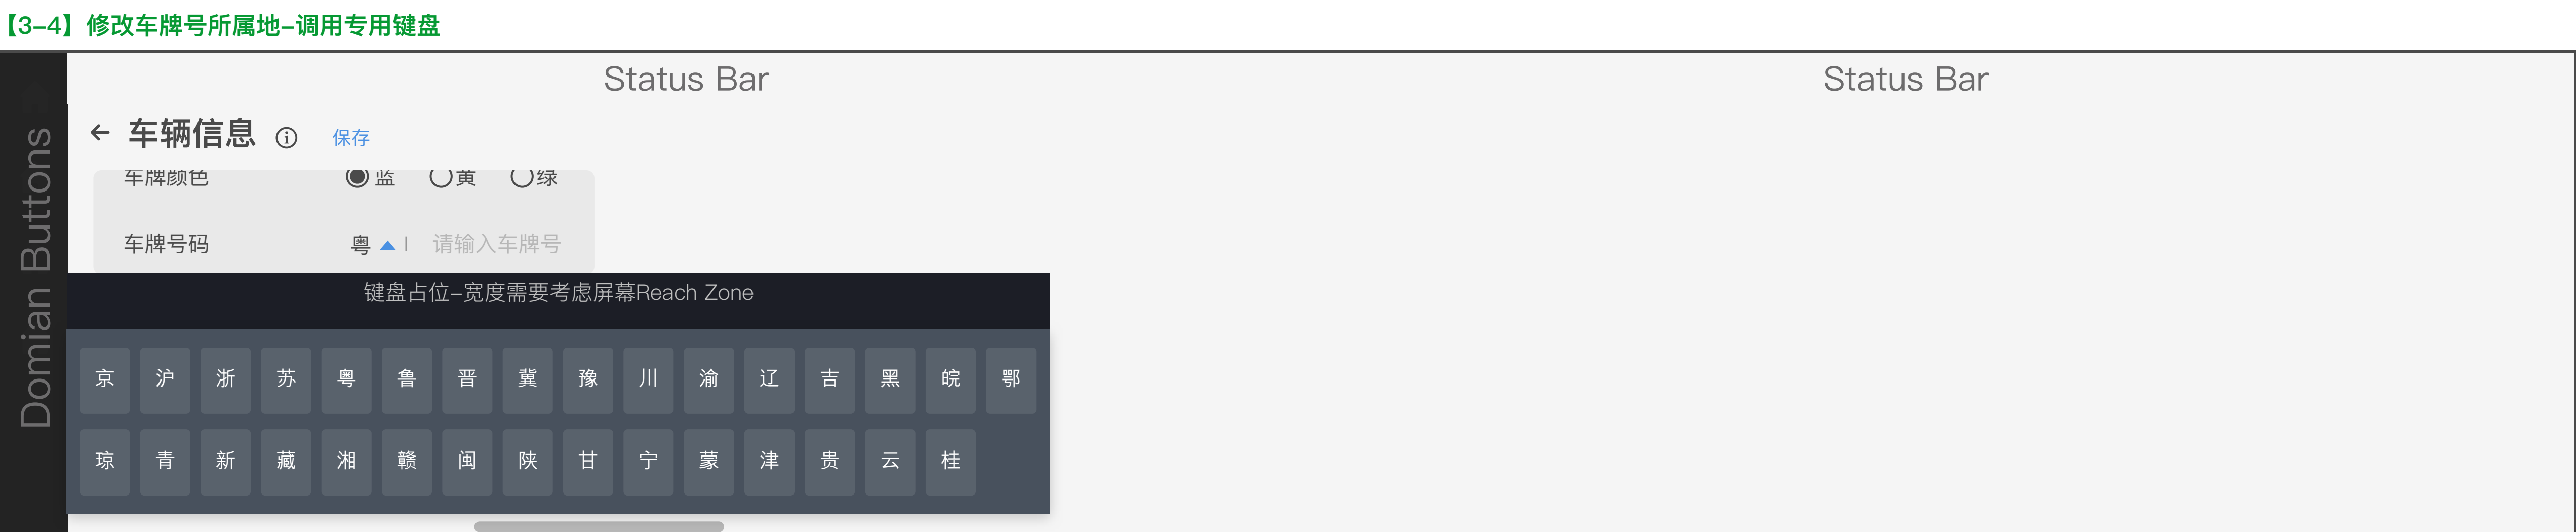 【3-4】修改车牌号所属地-调用专用键盘
Status Bar
Status Bar
Domian Buttons
车辆信息
保存
车牌颜色 蓝 黄 绿
车牌号码 粤 请输入车牌号
键盘占位-宽度需要考虑屏幕Reach Zone
京 沪 浙 苏 粤 鲁 晋 冀 豫 川 渝 辽 吉 黑 皖 鄂
琼 青 新 藏 湘 赣 闽 陕 甘 宁 蒙 津 贵 云 桂